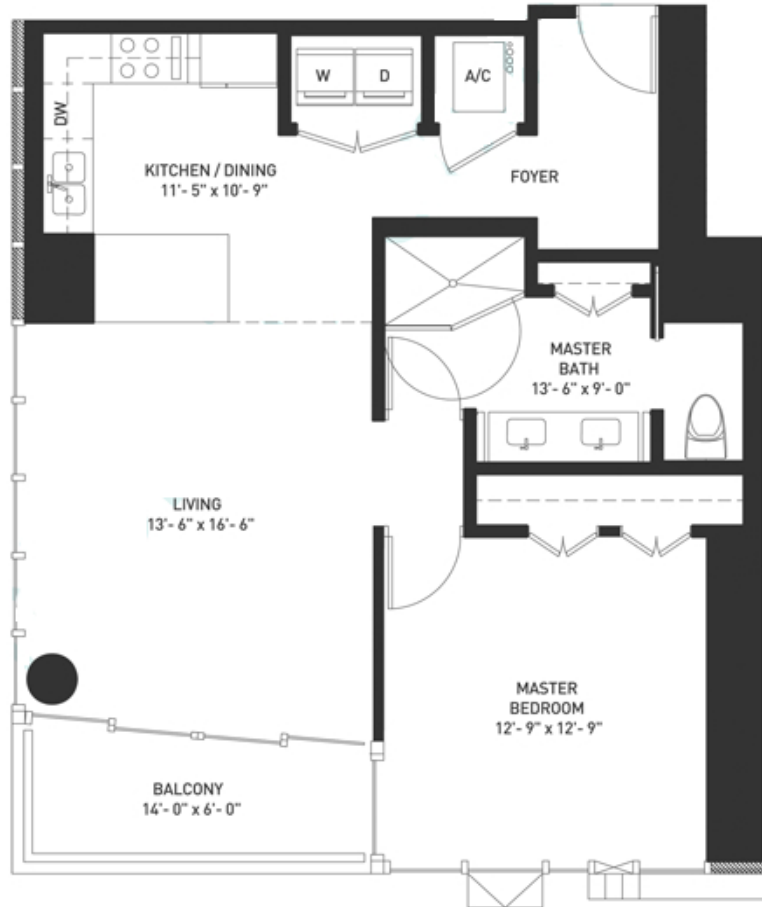 W
D
A/C
DW
KITCHEN / DINING
11'- 5" x 10'- 9"
FOYER
MASTER
BATH
13'- 6" x 9'- 0"
LIVING
13'- 6" x 16'- 6"
MASTER
BEDROOM
12'- 9" x 12'- 9"
BALCONY
14'- 0" x 6'- 0"